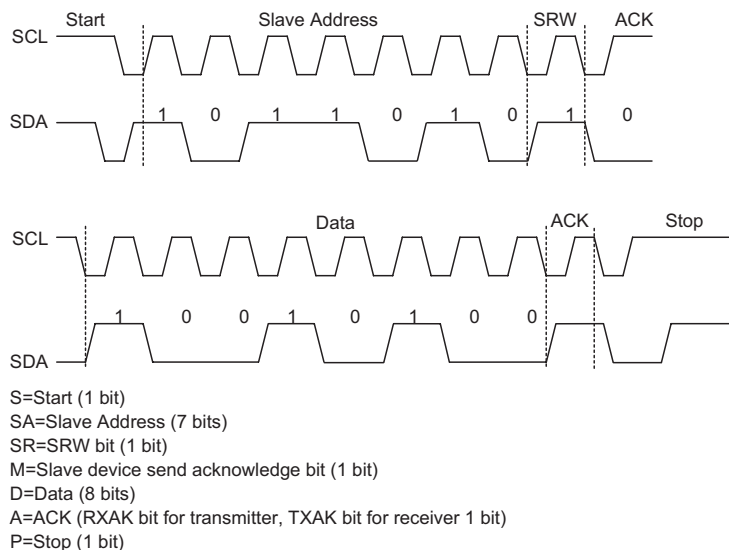 Start Slave Address SRW ACK
SCL
SDA 1 0 1 1 0 1 0 1 0
Data ACK Stop
SCL
1 0 0 1 0 1 0 0
SDA
S=Start (1 bit)
SA=Slave Address (7 bits)
SR=SRW bit (1 bit)
M=Slave device send acknowledge bit (1 bit)
D=Data (8 bits)
A=ACK (RXAK bit for transmitter, TXAK bit for receiver 1 bit)
P=Stop (1 bit)